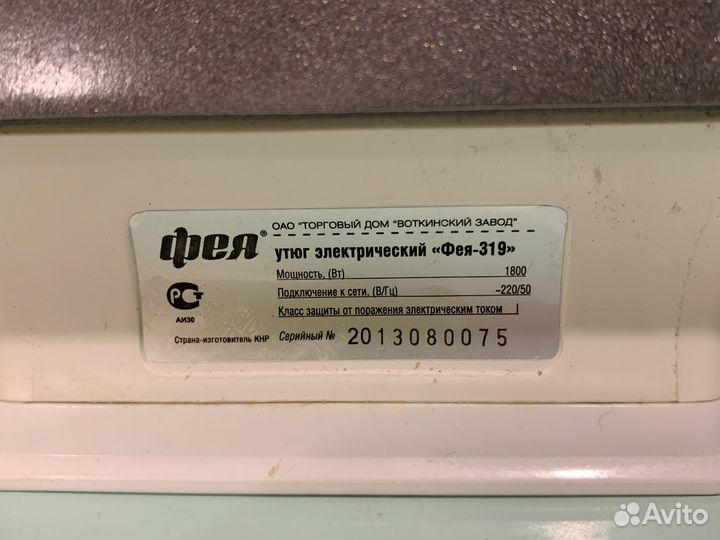 фея®
ОАО "ТОРГОВЫЙ ДОМ "ВОТКИНСКИЙ ЗАВОД"
утюг электрический «Фея-319»
Мощность, (Вт) 1800
Подключение к сети, (В/Гц) ~220/50
Класс защиты от поражения электрическим током I
РСТ
АИ30
Страна-изготовитель КНР
Серийный № 2013080075
Avito